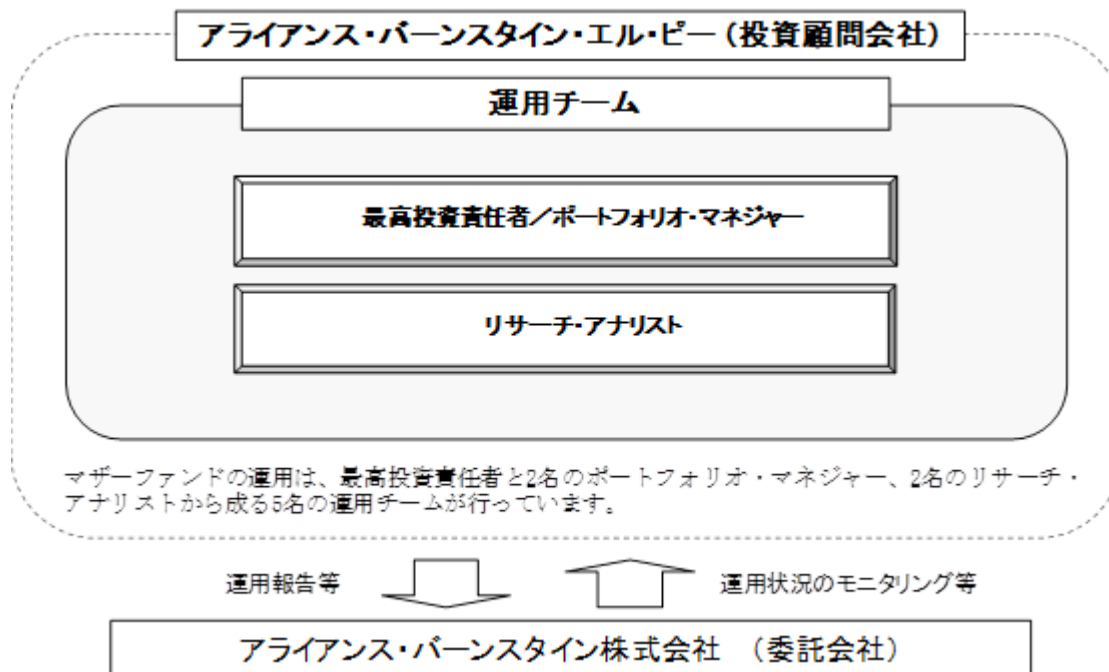 アライアンス・バーンスタイン・エル・ピー（投資顧問会社）
運用チーム
最高投資責任者／ポートフォリオ・マネジャー
リサーチ・アナリスト
マザーファンドの運用は、最高投資責任者と2名のポートフォリオ・マネジャー、2名のリサーチ・
アナリストから成る5名の運用チームが行っています。
運用報告等
運用状況のモニタリング等
アライアンス・バーンスタイン株式会社　（委託会社）